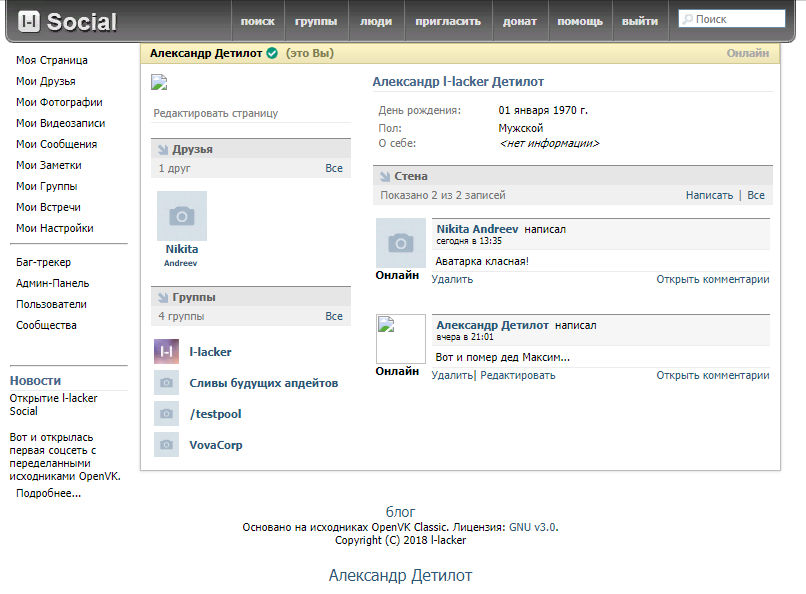 l-l Social
поиск
группы
люди
пригласить
донат
помощь
выйти
Поиск
Моя Страница
Мои Друзья
Мои Фотографии
Мои Видеозаписи
Мои Сообщения
Мои Заметки
Мои Группы
Мои Встречи
Мои Настройки
Баг-трекер
Админ-Панель
Пользователи
Сообщества
Новости
Открытие l-lacker
Social
Вот и открылась
первая соцсеть с
переделанными
исходниками OpenVK.
Подробнее...
Александр Детилот (это Вы)
Онлайн
Редактировать страницу
Друзья
1 друг Все
Nikita
Andreev
Группы
4 группы Все
l-l
l-lacker
Сливы будущих апдейтов
/testpool
VovaCorp
Александр l-lacker Детилот
День рождения: 01 января 1970 г.
Пол: Мужской
О себе: <нет информации>
Стена
Показано 2 из 2 записей Написать | Все
Nikita Andreev написал
сегодня в 13:35
Аватарка класная!
Онлайн
Удалить Открыть комментарии
Александр Детилот написал
вчера в 21:01
Вот и помер дед Максим...
Онлайн
Удалить| Редактировать Открыть комментарии
блог
Основано на исходниках OpenVK Classic. Лицензия: GNU v3.0.
Copyright (C) 2018 l-lacker
Александр Детилот